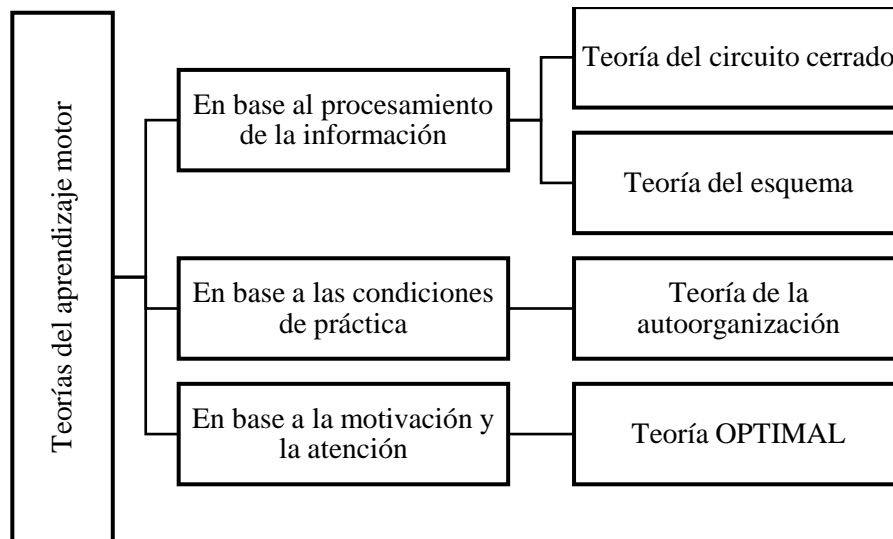 Teorías del aprendizaje motor
En base al procesamiento
de la información
Teoría del circuito cerrado
Teoría del esquema
En base a las condiciones
de práctica
Teoría de la
autoorganización
En base a la motivación y
la atención
Teoría OPTIMAL